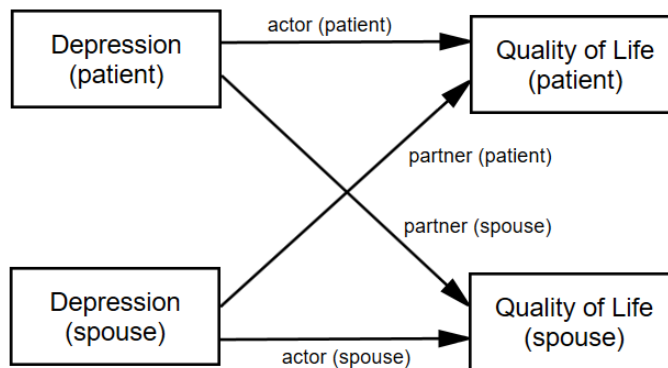 actor (patient)
Depression
(patient)
Quality of Life
(patient)
partner (patient)
partner (spouse)
Depression
(spouse)
Quality of Life
(spouse)
actor (spouse)